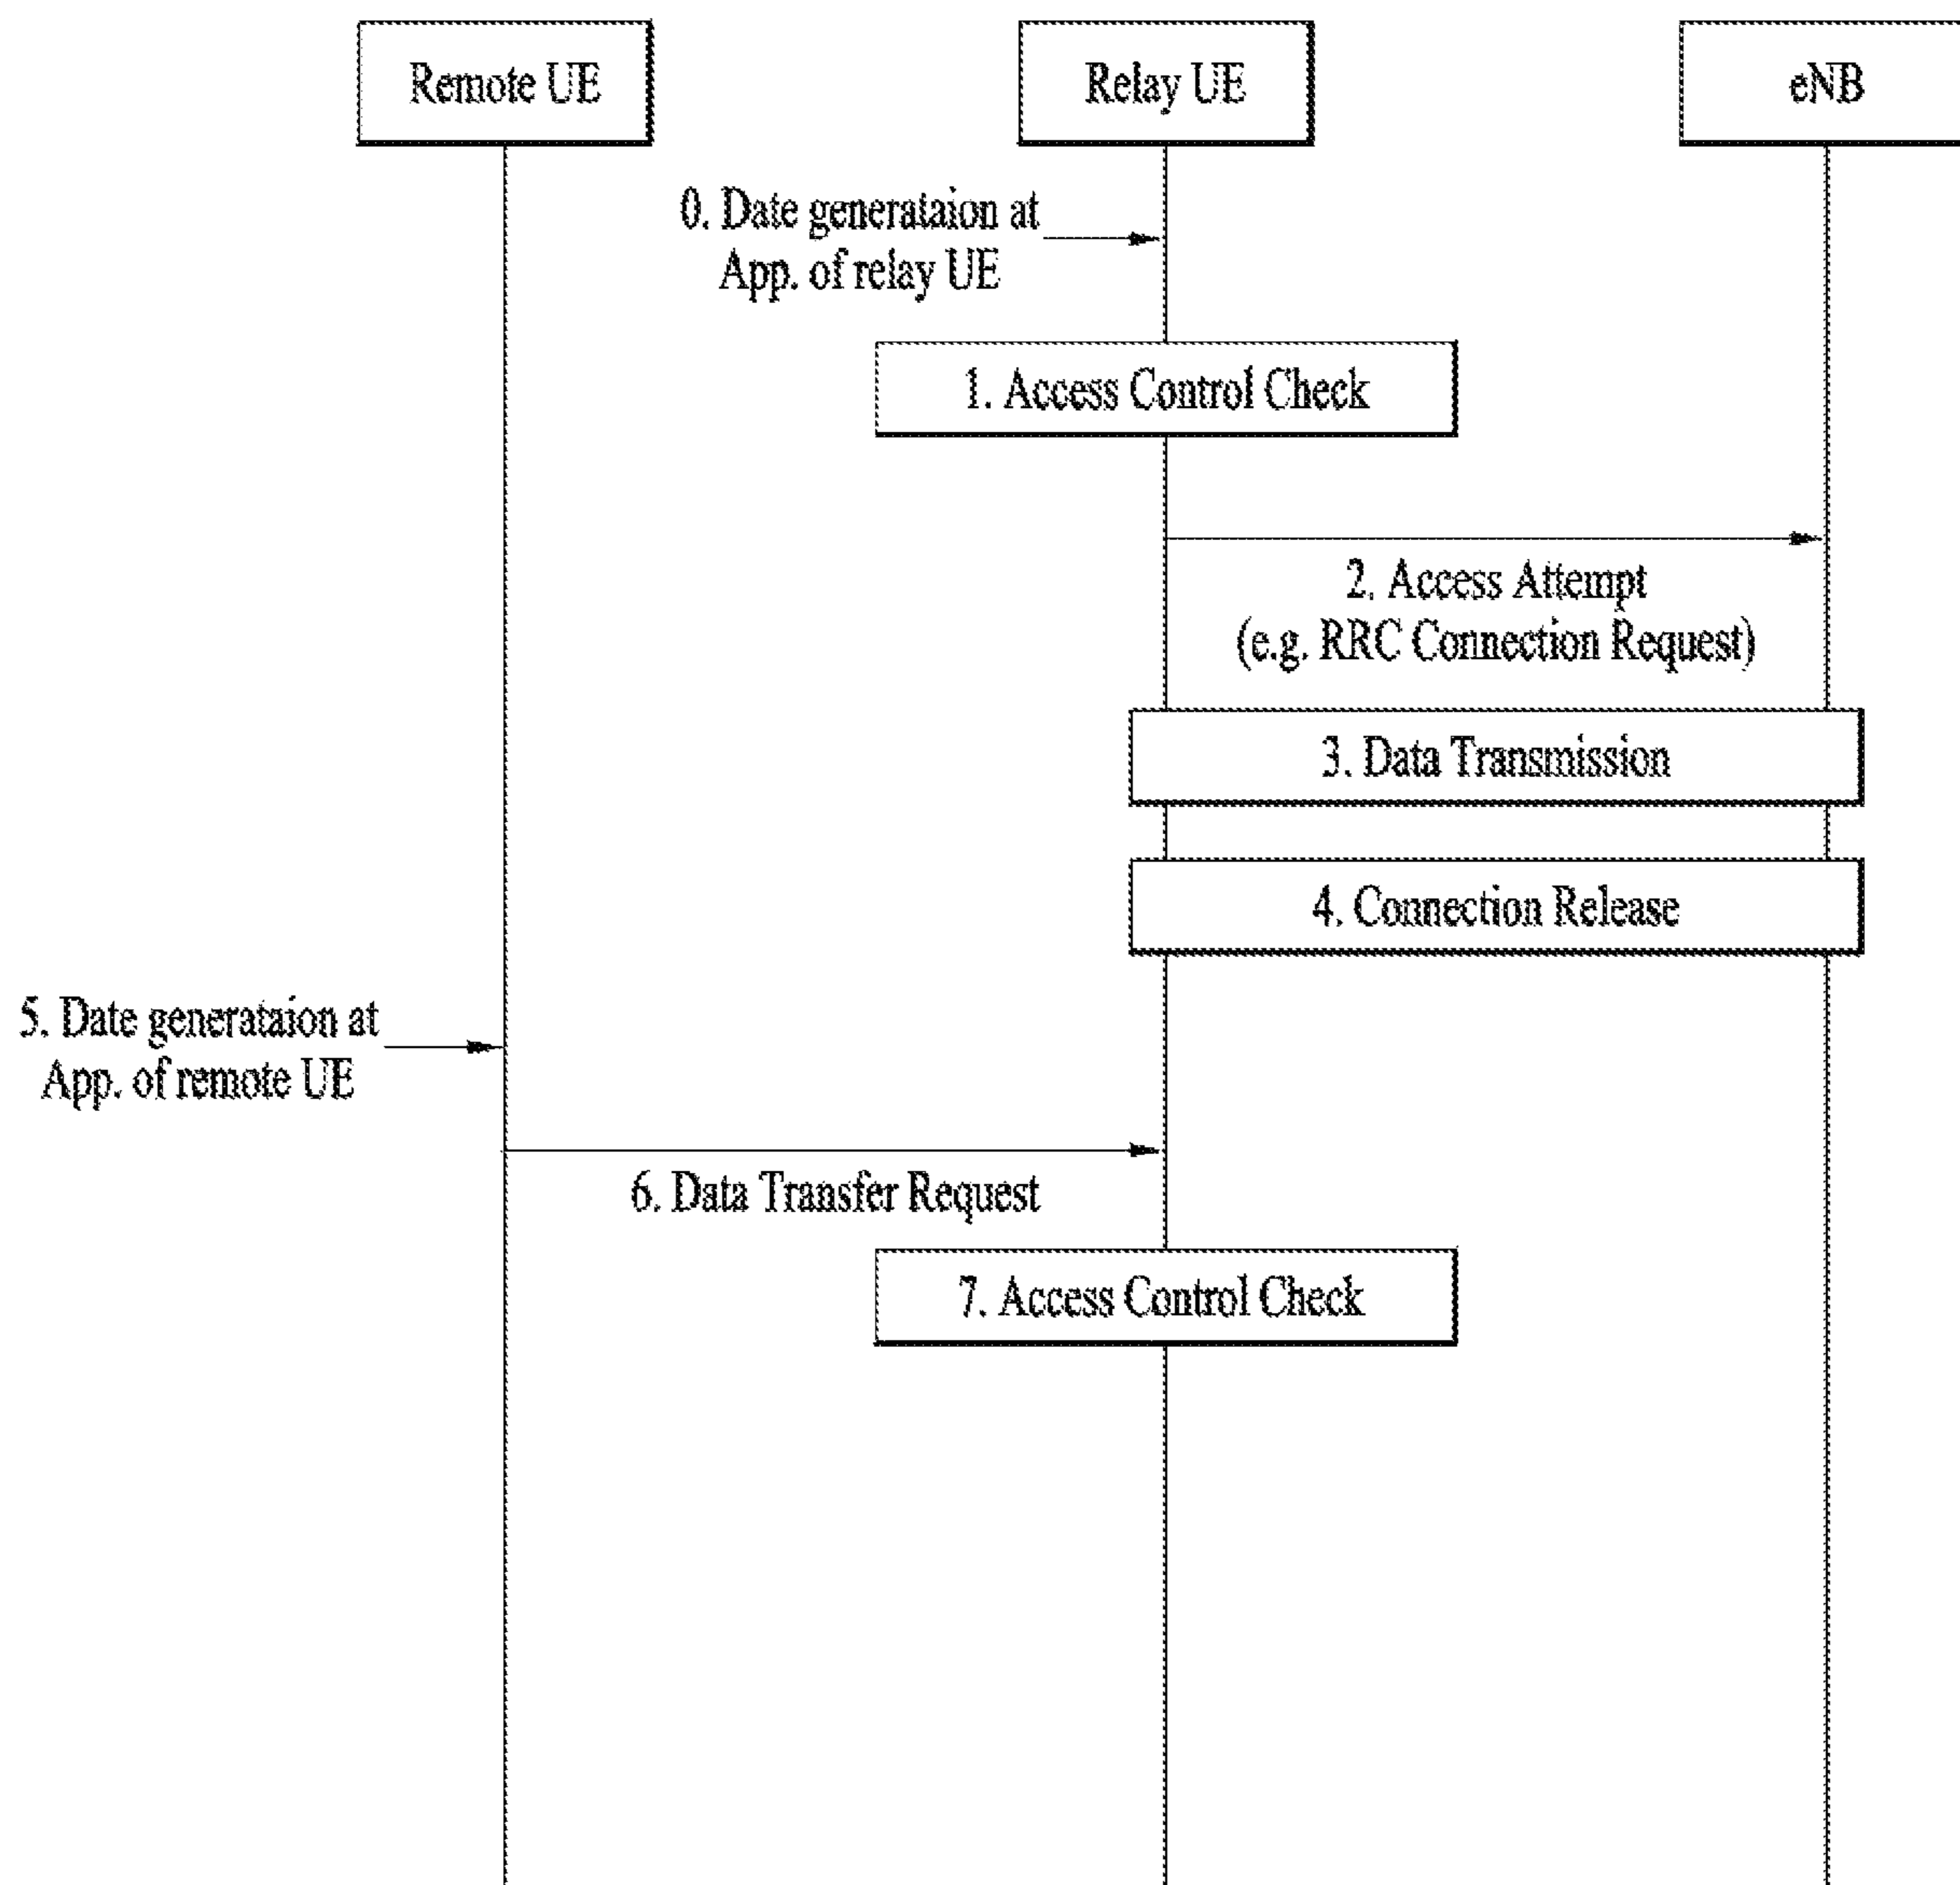 Remote UE
Relay UE
eNB
0. Date generataion at
App. of relay UE
1. Access Control Check
2. Access Attempt
(e.g. RRC Connection Request)
3. Data Transmission
4. Connection Release
5. Date generataion at
App. of remote UE
6. Data Transfer Request
7. Access Control Check